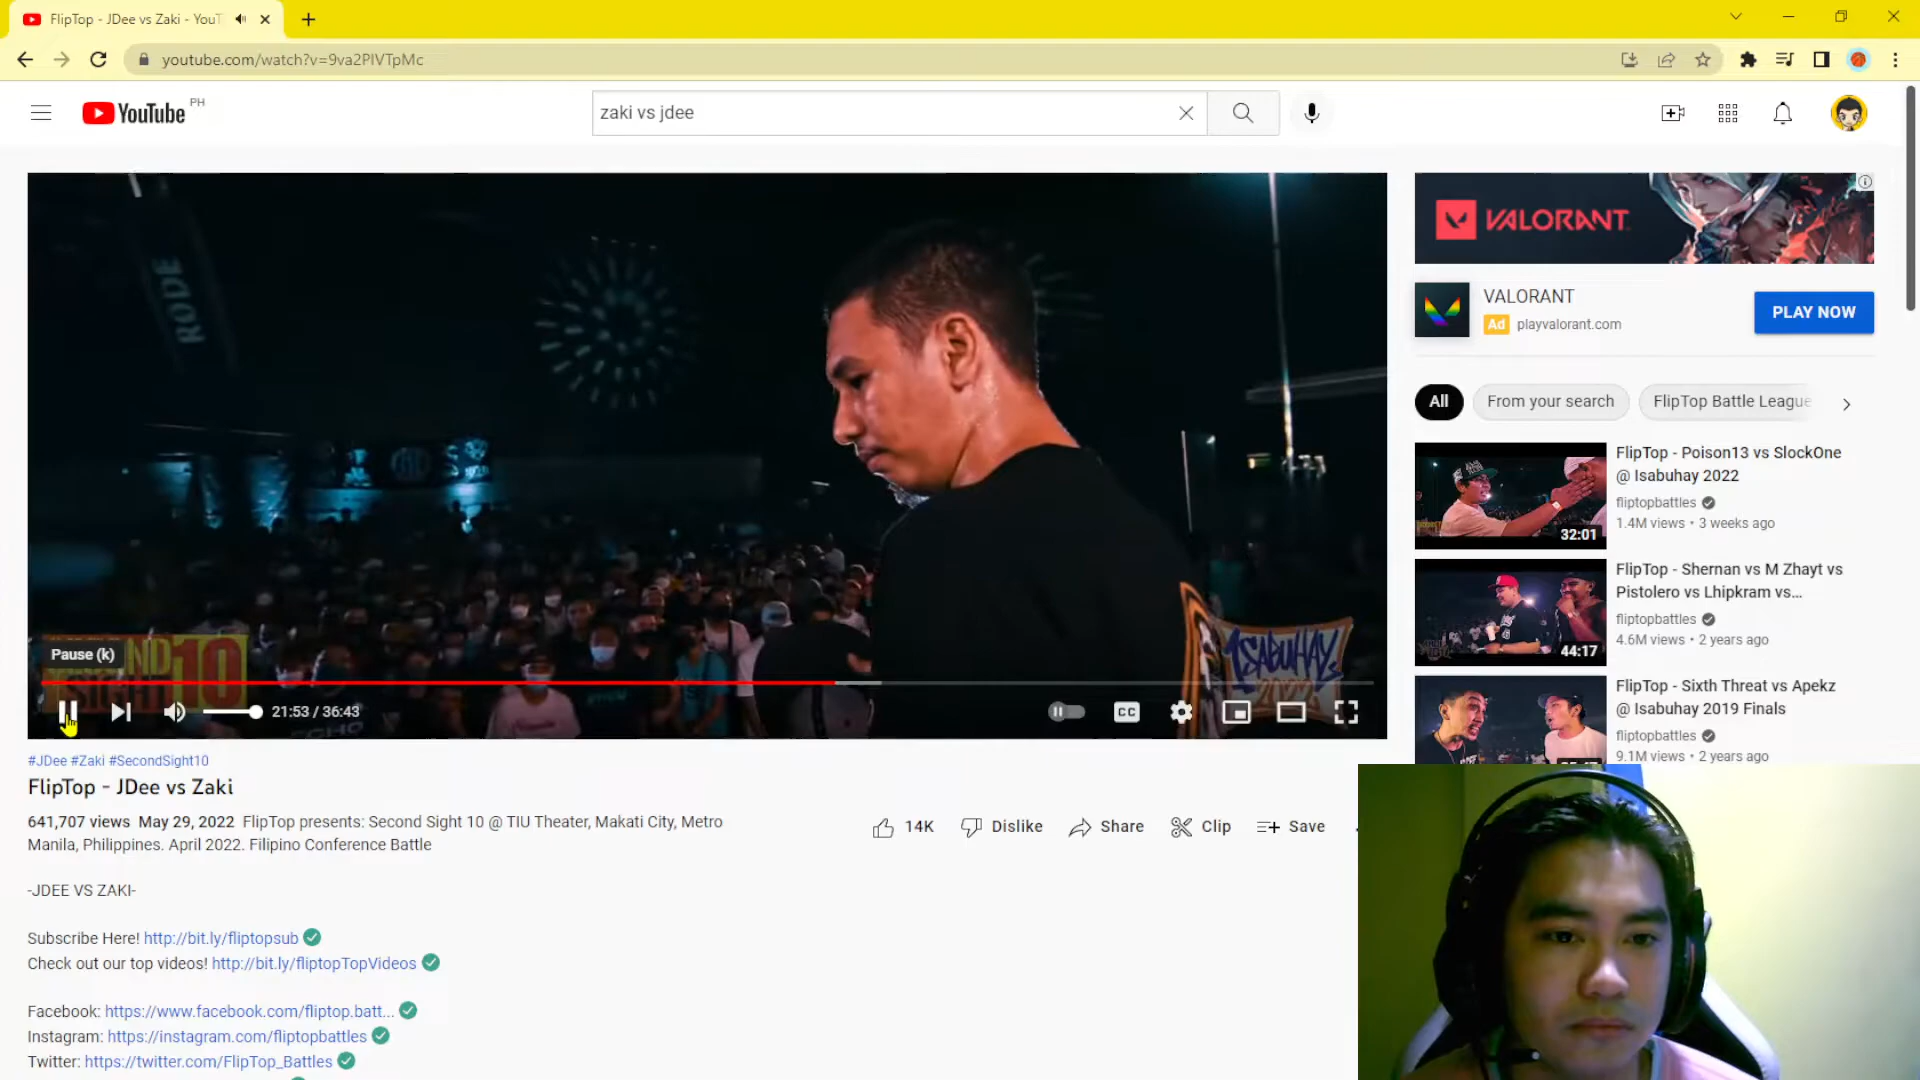 FlipTop - JDee vs Zaki - YouT
youtube.com/watch?v=9va2PIVTpMc
YouTube PH
zaki vs jdee
RODE
Pause (k)
ND 10
SIGHT
ISABUHAY
2022
21:53 / 36:43
CC
#JDee #Zaki #SecondSight10
FlipTop - JDee vs Zaki
641,707 views May 29, 2022 FlipTop presents: Second Sight 10 @ TIU Theater, Makati City, Metro
Manila, Philippines. April 2022. Filipino Conference Battle
14K Dislike Share Clip Save
-JDEE VS ZAKI-
Subscribe Here! http://bit.ly/fliptopsub
Check out our top videos! http://bit.ly/fliptopTopVideos
Facebook: https://www.facebook.com/fliptop.batt...
Instagram: https://instagram.com/fliptopbattles
Twitter: https://twitter.com/FlipTop_Battles
VALORANT
VALORANT
Ad playvalorant.com
PLAY NOW
All From your search FlipTop Battle League
FlipTop - Poison13 vs SlockOne
@ Isabuhay 2022
fliptopbattles
1.4M views • 3 weeks ago
32:01
FlipTop - Shernan vs M Zhayt vs
Pistolero vs Lhipkram vs...
fliptopbattles
4.6M views • 2 years ago
44:17
FlipTop - Sixth Threat vs Apekz
@ Isabuhay 2019 Finals
fliptopbattles
9.1M views • 2 years ago